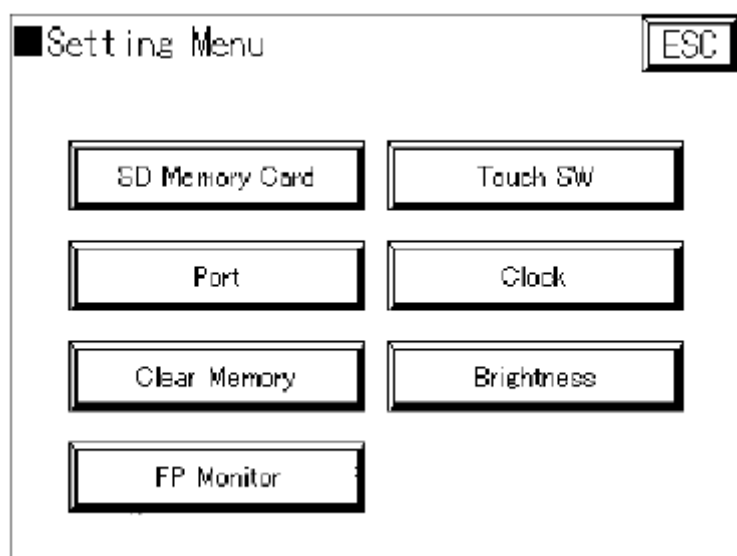 ■Setting Menu ESC
SD Memory Card Touch SW
Port Clock
Clear Memory Brightness
FP Monitor